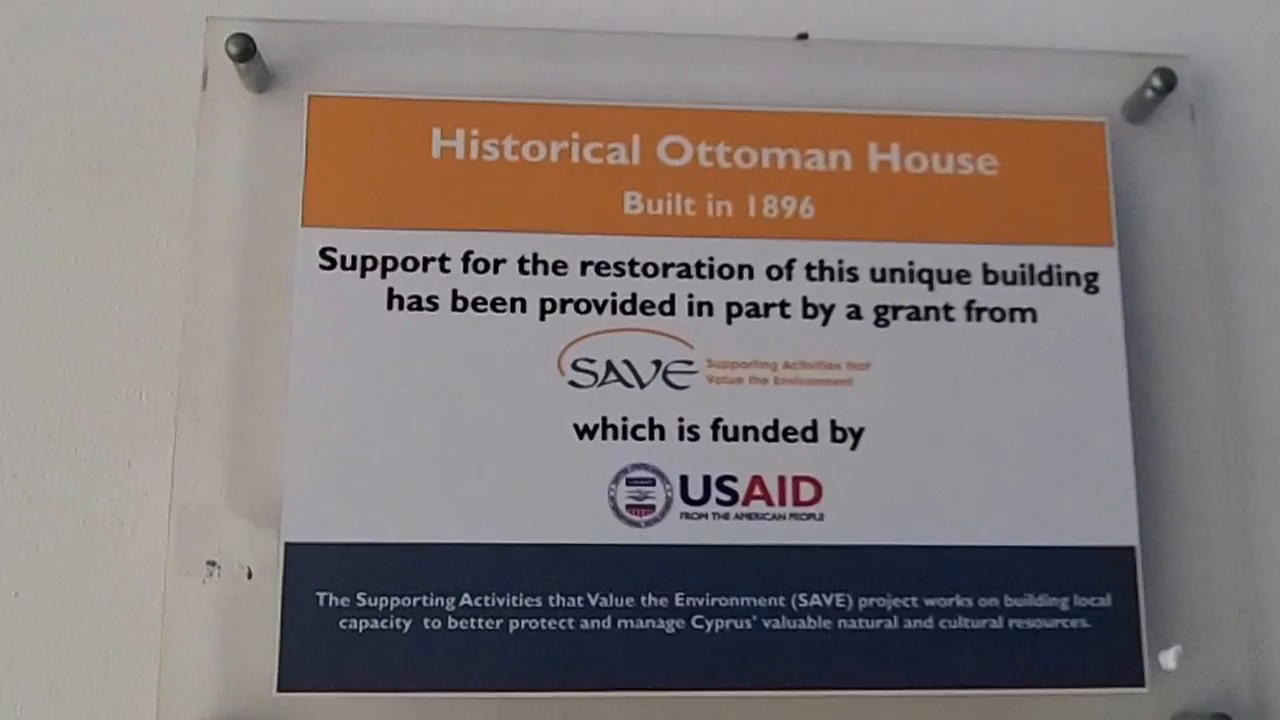 Historical Ottoman House
Built in 1896
Support for the restoration of this unique building
has been provided in part by a grant from
SAVE Supporting Activities that
Value the Environment
which is funded by
USAID
FROM THE AMERICAN PEOPLE
The Supporting Activities that Value the Environment (SAVE) project works on building local
capacity to better protect and manage Cyprus' valuable natural and cultural resources.